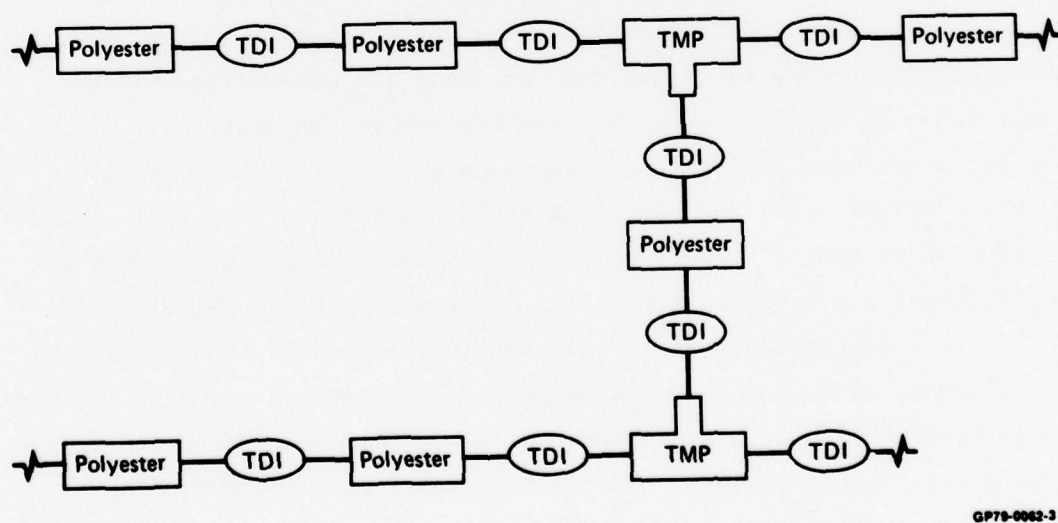 Polyester TDI Polyester TDI TMP TDI Polyester
TDI
Polyester
TDI
Polyester TDI Polyester TDI TMP TDI
GP79-0062-3